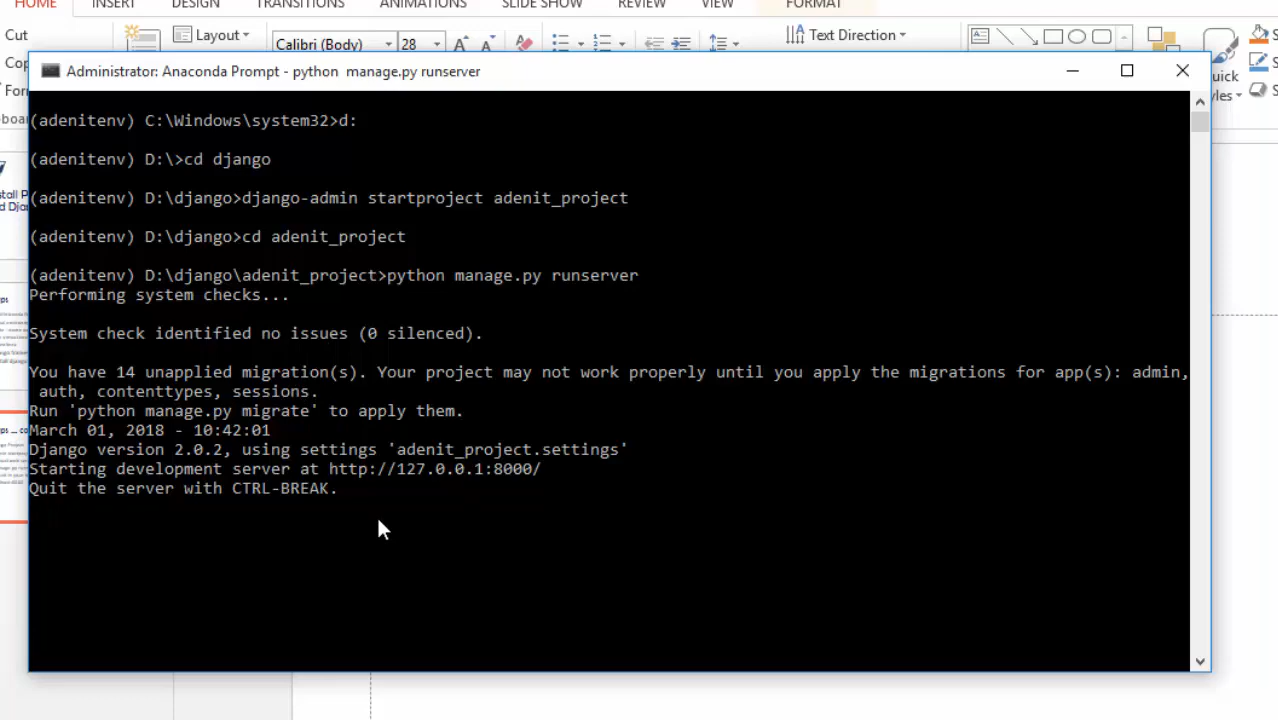 HOME INSERT DESIGN TRANSITIONS ANIMATIONS SLIDE SHOW REVIEW VIEW FORMAT
Cut Layout Calibri (Body) 28 Text Direction
Administrator: Anaconda Prompt - python  manage.py runserver
(adenitenv) C:\Windows\system32>d:
(adenitenv) D:\>cd django
(adenitenv) D:\django>django-admin startproject adenit_project
(adenitenv) D:\django>cd adenit_project
(adenitenv) D:\django\adenit_project>python manage.py runserver
Performing system checks...
System check identified no issues (0 silenced).
You have 14 unapplied migration(s). Your project may not work properly until you apply the migrations for app(s): admin,
auth, contenttypes, sessions.
Run 'python manage.py migrate' to apply them.
March 01, 2018 - 10:42:01
Django version 2.0.2, using settings 'adenit_project.settings'
Starting development server at http://127.0.0.1:8000/
Quit the server with CTRL-BREAK.